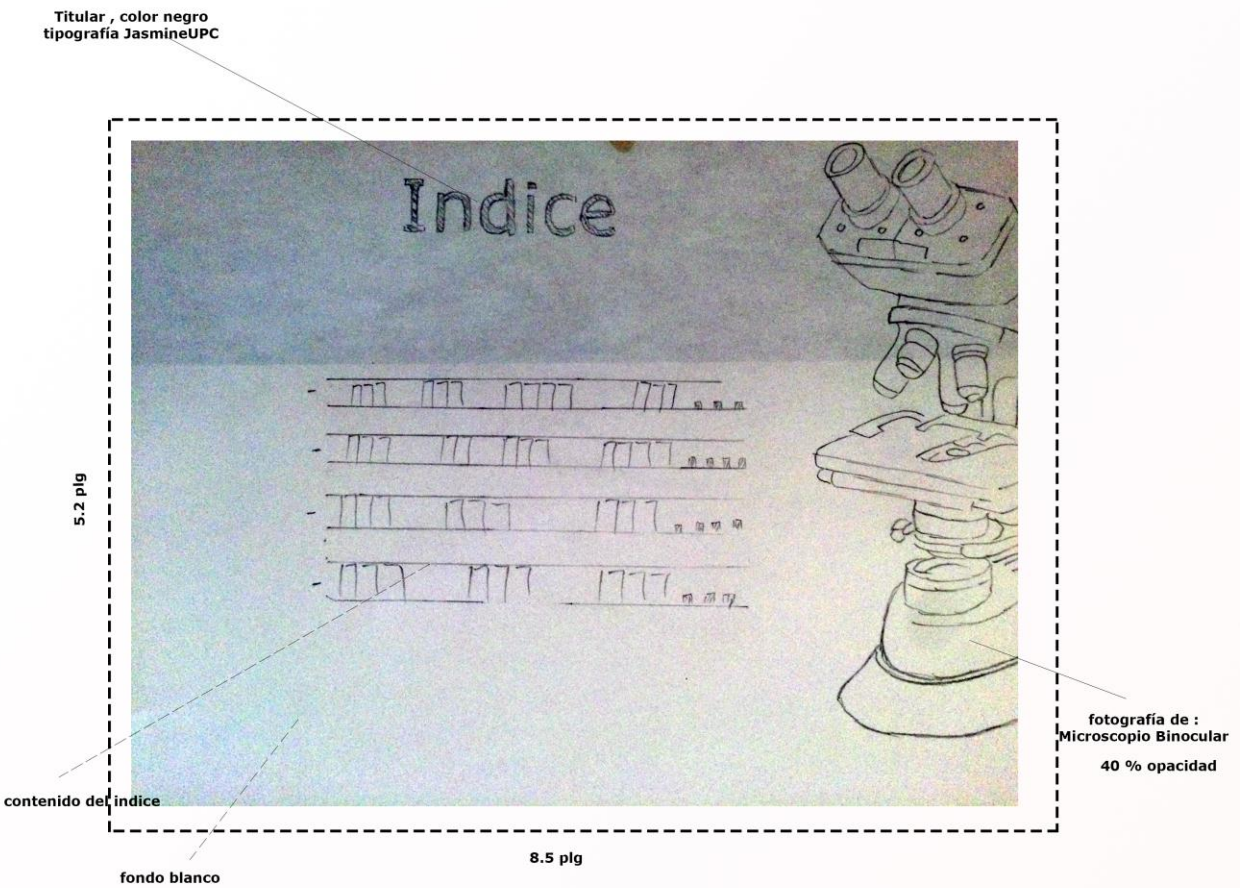 Titular , color negro
tipografía JasmineUPC
Indice
5.2 plg
fotografía de :
Microscopio Binocular
40 % opacidad
contenido del indice
8.5 plg
fondo blanco